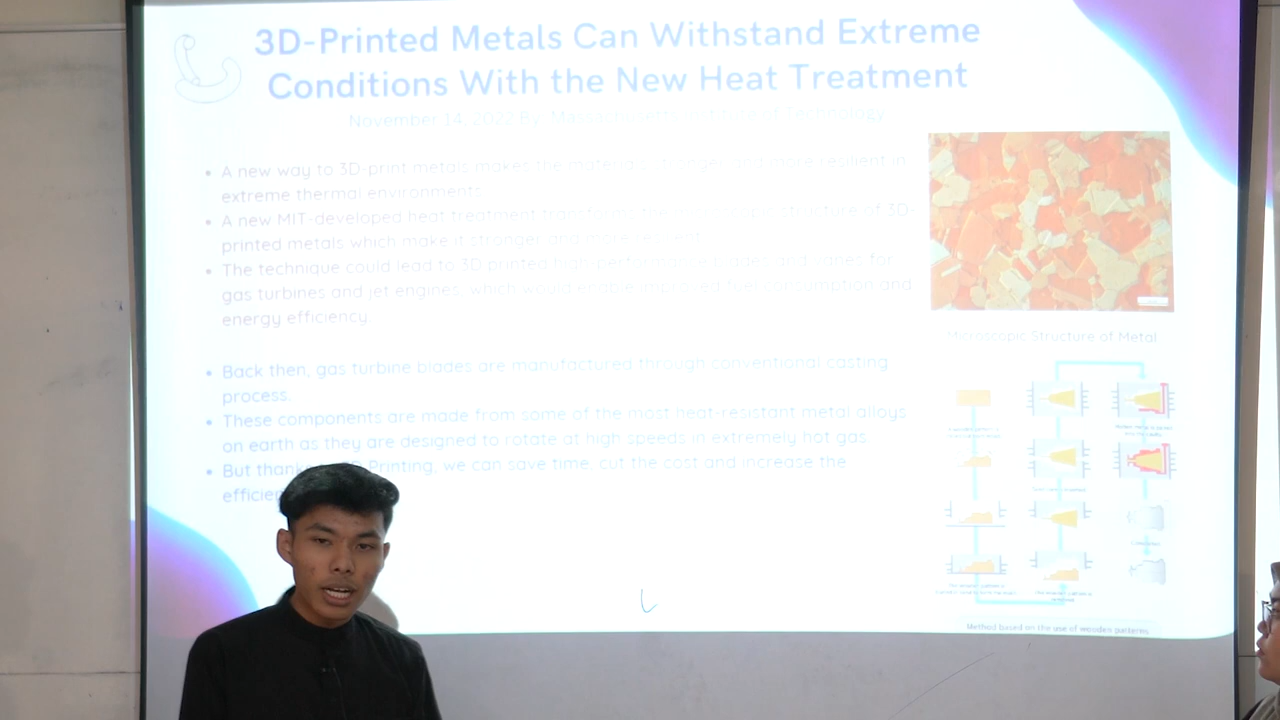 3D-Printed Metals Can Withstand Extreme
Conditions With the New Heat Treatment
November 14, 2022 By: Massachusetts Institute of Technology
A new way to 3D-print metals makes the materials stronger and more resilient in
extreme thermal environments.
A new MIT-developed heat treatment transforms the microscopic structure of 3D-
printed metals which make it stronger and more resilient.
The technique could lead to 3D printed high-performance blades and vanes for
gas turbines and jet engines, which would enable improved fuel consumption and
energy efficiency.
Microscopic Structure of Metal
Back then, gas turbine blades are manufactured through conventional casting
process.
These components are made from some of the most heat-resistant metal alloys
on earth as they are designed to rotate at high speeds in extremely hot gas
But thanks Printing, we can save time, cut the cost and increase the
Method based on the use of wooden patterns